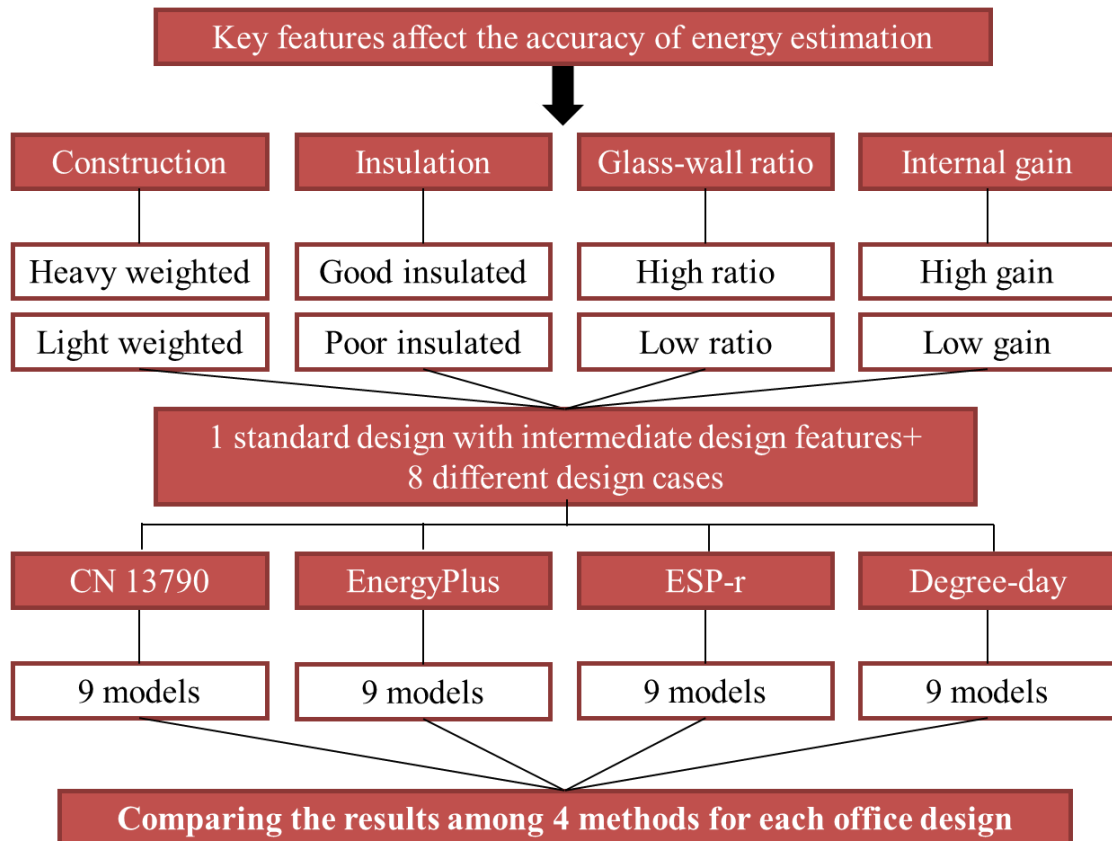 Key features affect the accuracy of energy estimation
Construction
Insulation
Glass-wall ratio
Internal gain
Heavy weighted
Good insulated
High ratio
High gain
Light weighted
Poor insulated
Low ratio
Low gain
1 standard design with intermediate design features+
8 different design cases
CN 13790
EnergyPlus
ESP-r
Degree-day
9 models
9 models
9 models
9 models
Comparing the results among 4 methods for each office design